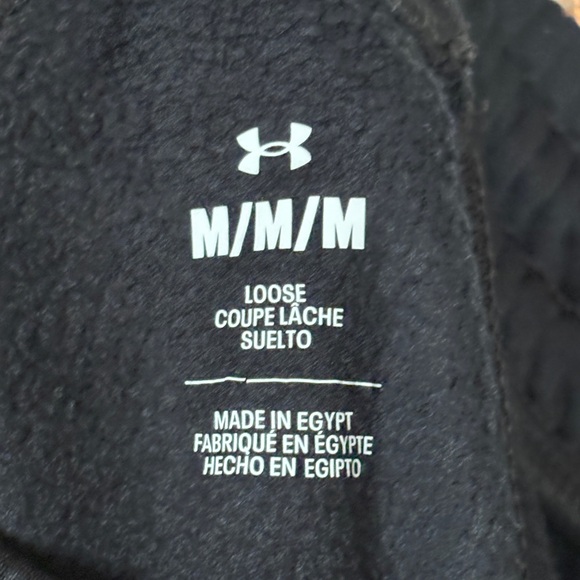 M/M/M
LOOSE
COUPE LÂCHE
SUELTO
MADE IN EGYPT
FABRIQUÉ EN ÉGYPTE
HECHO EN EGIPTO